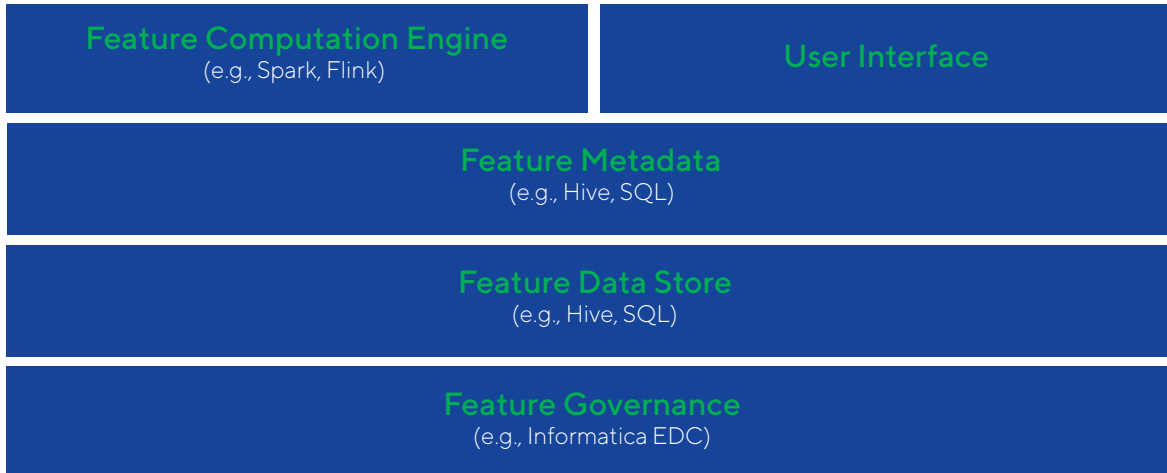 Feature Computation Engine
(e.g., Spark, Flink)
User Interface
Feature Metadata
(e.g., Hive, SQL)
Feature Data Store
(e.g., Hive, SQL)
Feature Governance
(e.g., Informatica EDC)